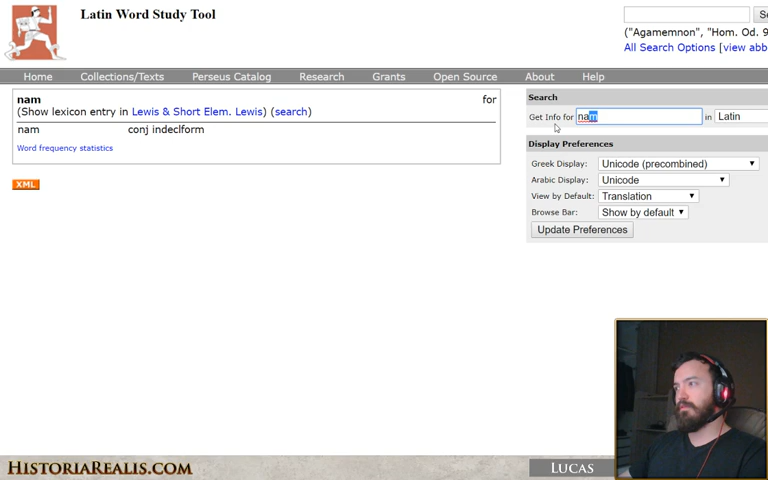 Latin Word Study Tool
("Agamemnon", "Hom. Od. 9
All Search Options [view abb
Home Collections/Texts Perseus Catalog Research Grants Open Source About Help
nam for
(Show lexicon entry in Lewis & Short Elem. Lewis) (search)
nam conj indeclform
Word frequency statistics
XML
Search
Get Info for nam in Latin
Display Preferences
Greek Display: Unicode (precombined)
Arabic Display: Unicode
View by Default: Translation
Browse Bar: Show by default
Update Preferences
HISTORIAREALIS.COM
LUCAS